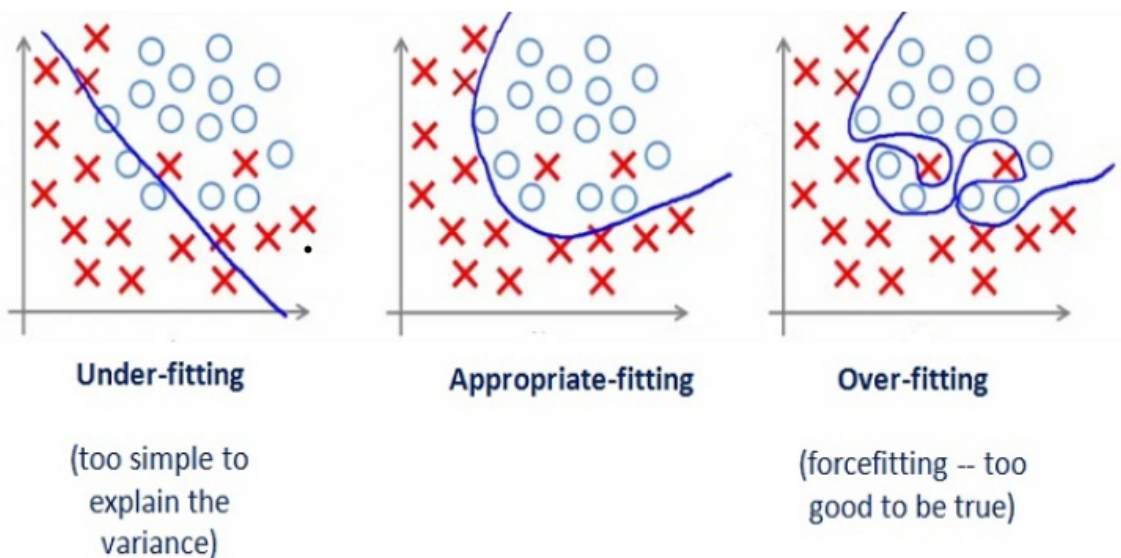 Under-fitting
Appropriate-fitting
Over-fitting
(too simple to
explain the
variance)
(forcefitting -- too
good to be true)